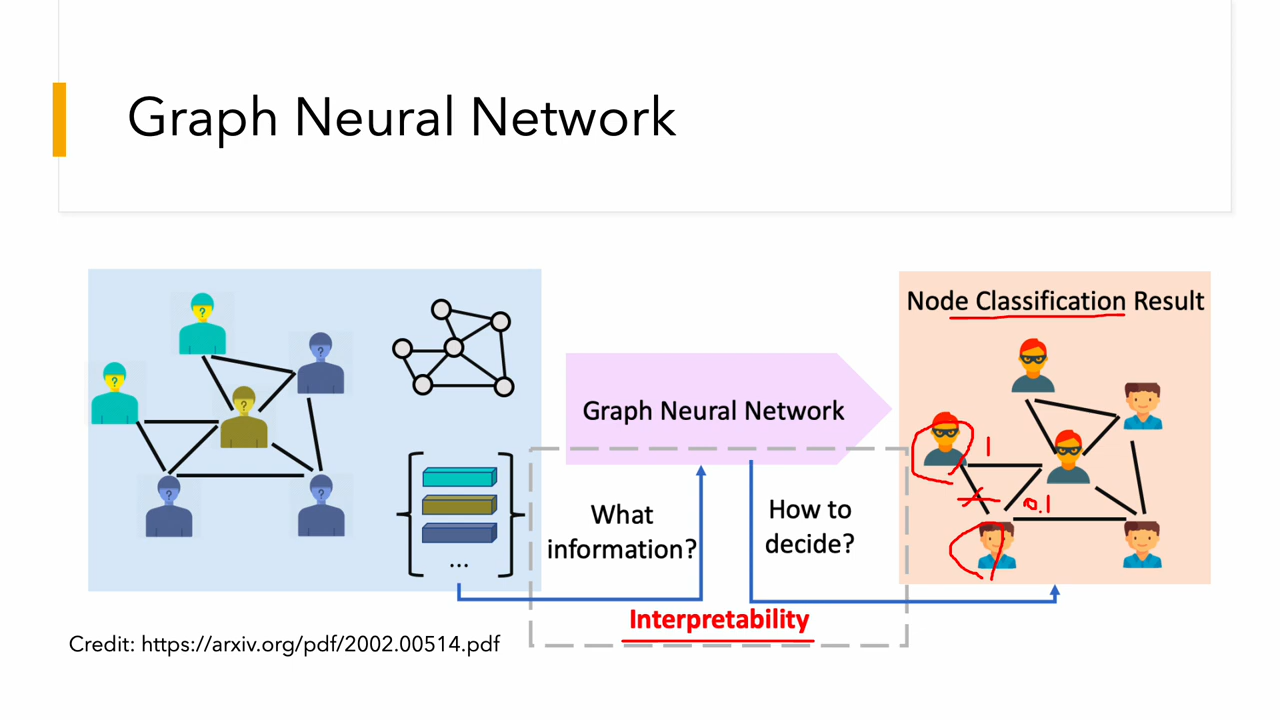 Graph Neural Network
?
?
?
?
?
?
...
Graph Neural Network
What
information?
How to
decide?
Interpretability
Node Classification Result
1
0.1
Credit: https://arxiv.org/pdf/2002.00514.pdf